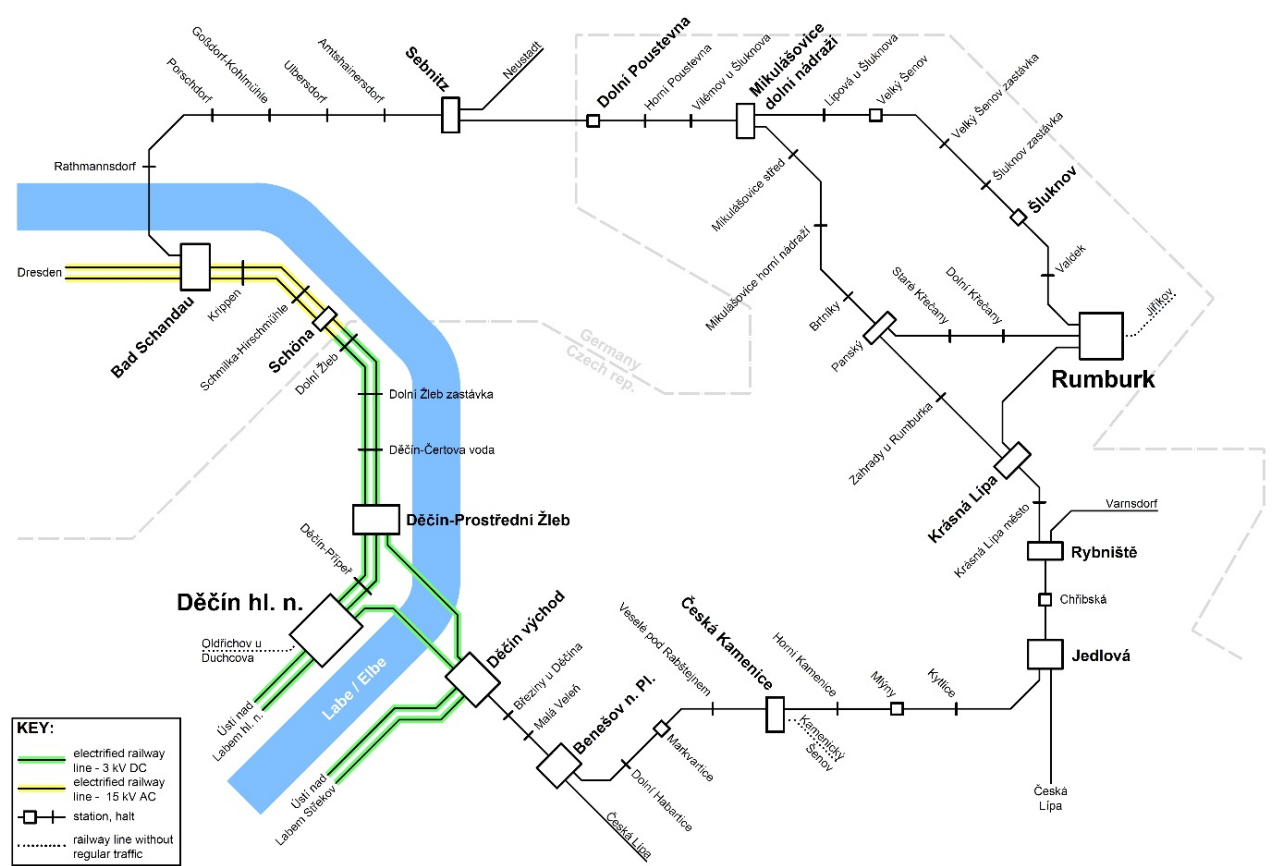 Porschdorf
Goßdorf-Kohlmühle
Ulbersdorf
Amtshainersdorf
Sebnitz
Neustadt
Dolní Poustevna
Horní Poustevna
Vilémov u Šluknova
Mikulášovice
dolní nádraží
Lipová u Šluknova
Velký Šenov
Velký Šenov zastávka
Šluknov zastávka
Šluknov
Valdek
Rathmannsdorf
Mikulášovice střed
Mikulášovice horní nádraží
Brtníky
Panský
Staré Křečany
Dolní Křečany
Jiříkov
Rumburk
Dresden
Bad Schandau
Krippen
Schmilka-Hirschmühle
Schöna
Dolní Žleb
Germany
Czech rep.
Dolní Žleb zastávka
Děčín-Čertova voda
Zahrady u Rumburka
Krásná Lípa
Krásná Lípa město
Varnsdorf
Děčín-Prostřední Žleb
Rybniště
Děčín-Přípeř
Děčín hl. n.
Chřibská
Oldřichov u
Duchcova
Děčín východ
Jedlová
Labe / Elbe
Březiny u Děčína
Malá Veleň
Benešov n. Pl.
Veselé pod Rabštejnem
Česká Kamenice
Horní Kamenice
Mlýny
Kytlice
Ústí nad
Labem hl. n.
Markvartice
Kamenický
Šenov
Dolní Habartice
Ústí nad
Labem Střekov
Česká Lípa
Česká
Lípa
KEY:
electrified railway
line - 3 kV DC
electrified railway
line - 15 kV AC
station, halt
railway line without
regular traffic